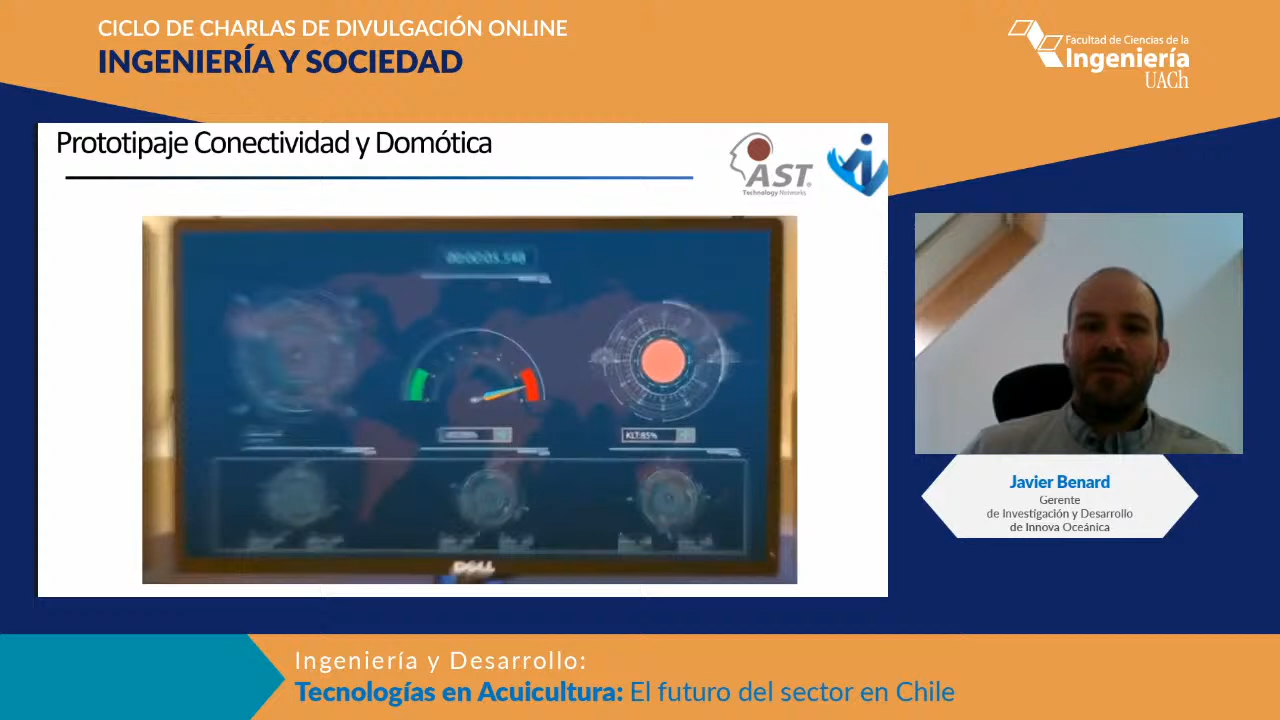 CICLO DE CHARLAS DE DIVULGACIÓN ONLINE
INGENIERÍA Y SOCIEDAD
Facultad de Ciencias de la
Ingeniería
UACh
Prototipaje Conectividad y Domótica
AST
Technology Networks
KLT:85%
DELL
Javier Benard
Gerente
de Investigación y Desarrollo
de Innova Oceánica
Ingeniería y Desarrollo:
Tecnologías en Acuicultura: El futuro del sector en Chile